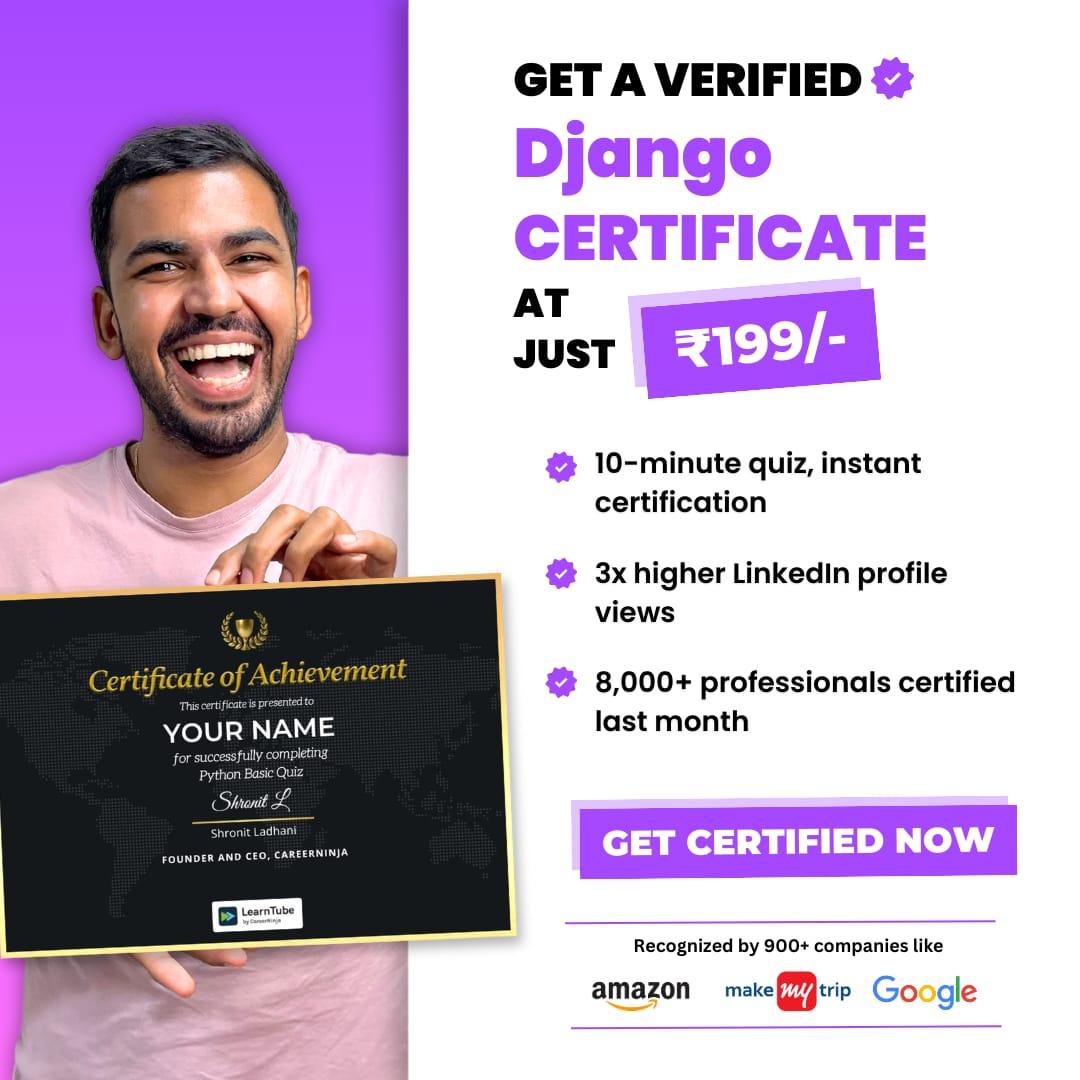 GET A VERIFIED
Django
CERTIFICATE
AT
JUST
₹199/-
10-minute quiz, instant
certification
3x higher LinkedIn profile
views
8,000+ professionals certified
last month
GET CERTIFIED NOW
Recognized by 900+ companies like
amazon
make my trip
Google
Certificate of Achievement
This certificate is presented to
YOUR NAME
for successfully completing
Python Basic Quiz
Shronit L
Shronit Ladhani
FOUNDER AND CEO, CAREERNINJA
LearnTube
by CareerNinja